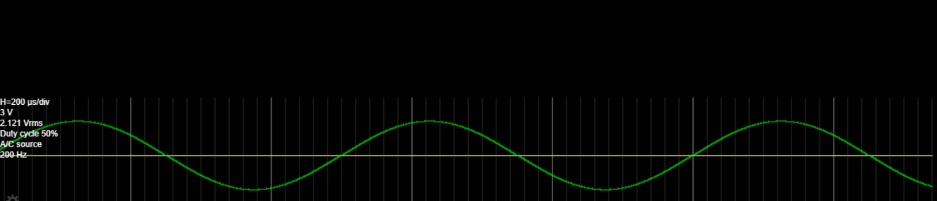 H=200 µs/div
3 V
2.121 Vrms
Duty cycle 50%
A/C source
200 Hz